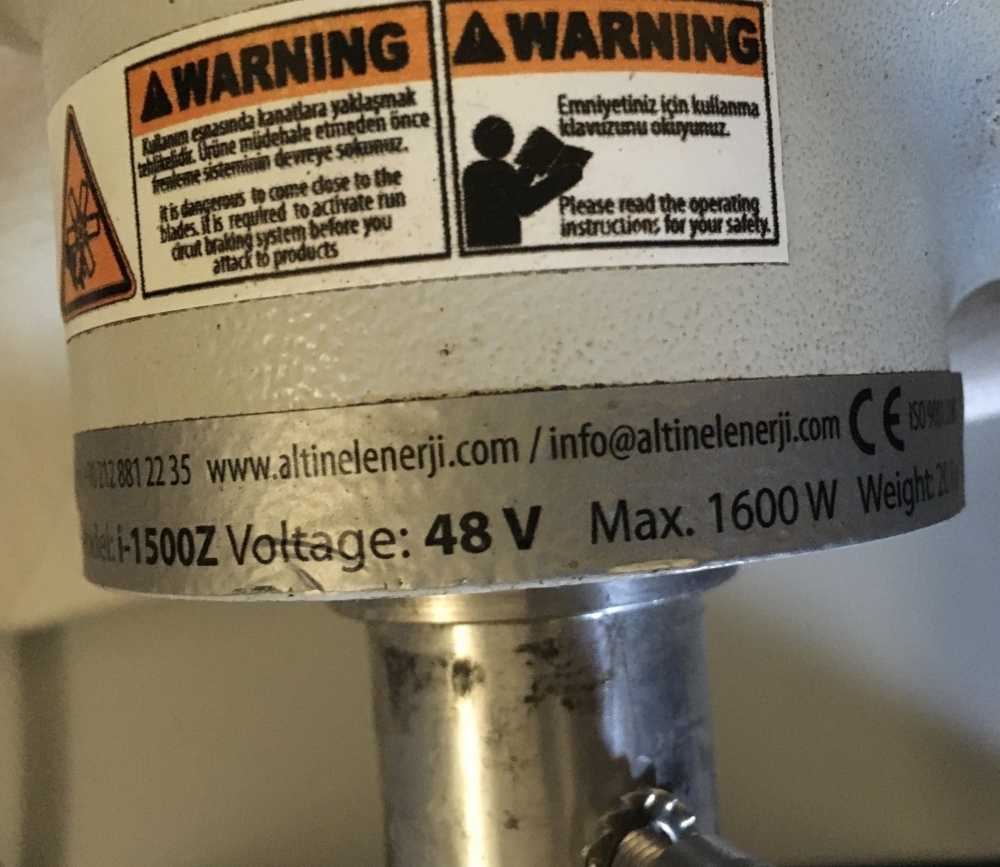 WARNING
Kullanım esnasında kanatlara yaklaşmak
tehlikelidir. Ürüne müdehale etmeden önce
frenleme sisteminin devreye sokunuz.
it is dangerous to come close to the
blades. it is required to activate run
circut braking system before you
attack to products
WARNING
Emniyetiniz için kullanma
klavuzunu okuyunuz.
Please read the operating
instructions for your safety.
212 881 22 35 www.altinelenerji.com / info@altinelenerji.com CE ISO
i-1500Z Voltage: 48 V Max. 1600 W Weight: